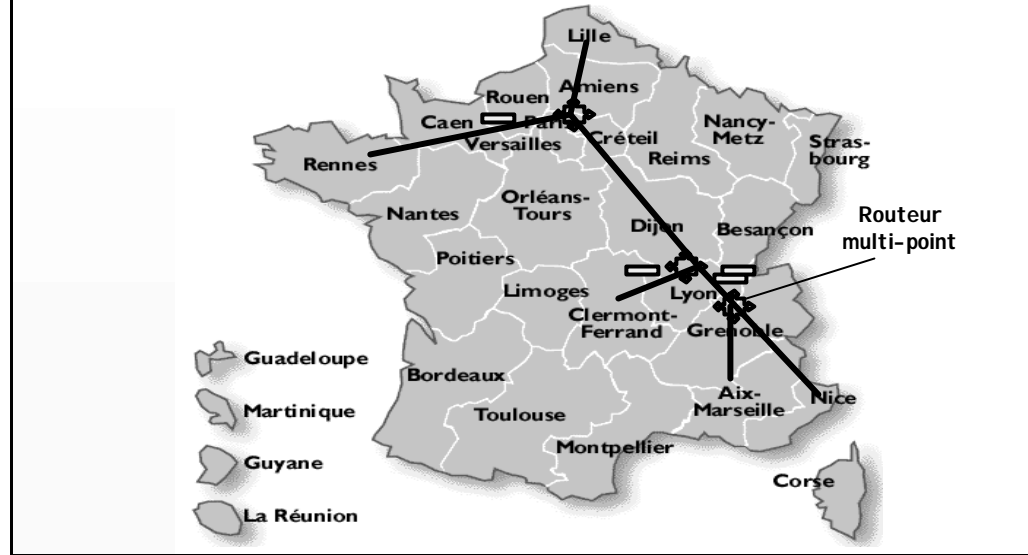 Lille
Amiens
Rouen
Caen
Versailles
Créteil
Nancy-
Metz
Reims
Stras-
bourg
Rennes
Orléans-
Tours
Nantes
Dijon
Besançon
Routeur
multi-point
Poitiers
Limoges
Lyon
Clermont-
Ferrand
Grenoble
Guadeloupe
Bordeaux
Aix-
Marseille
Nice
Martinique
Toulouse
Montpellier
Guyane
Corse
La Réunion